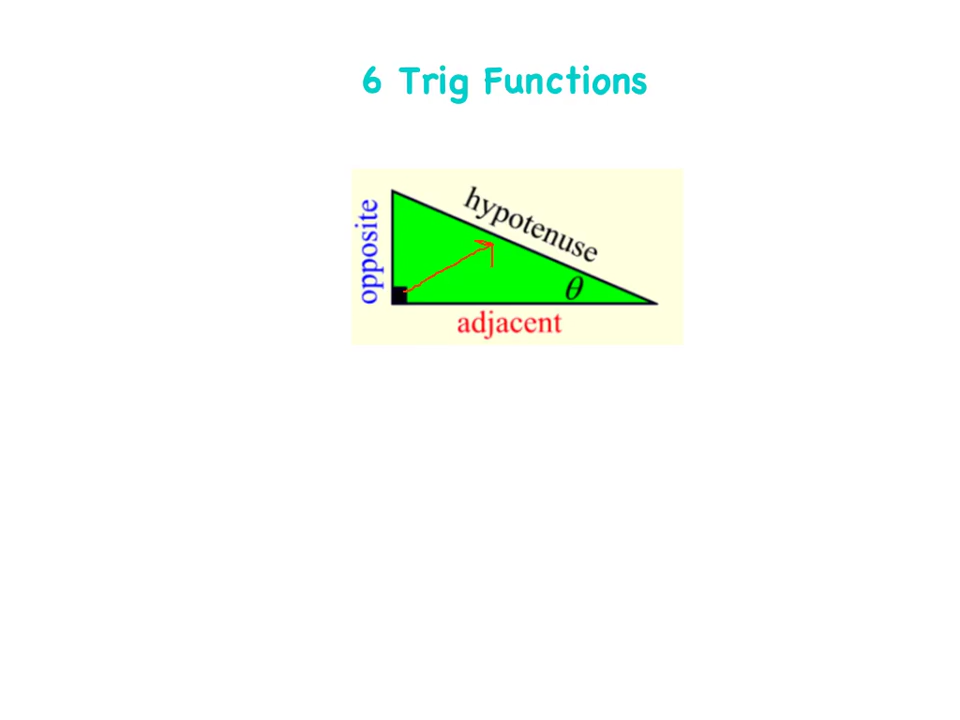 6 Trig Functions
hypotenuse
opposite
θ
adjacent